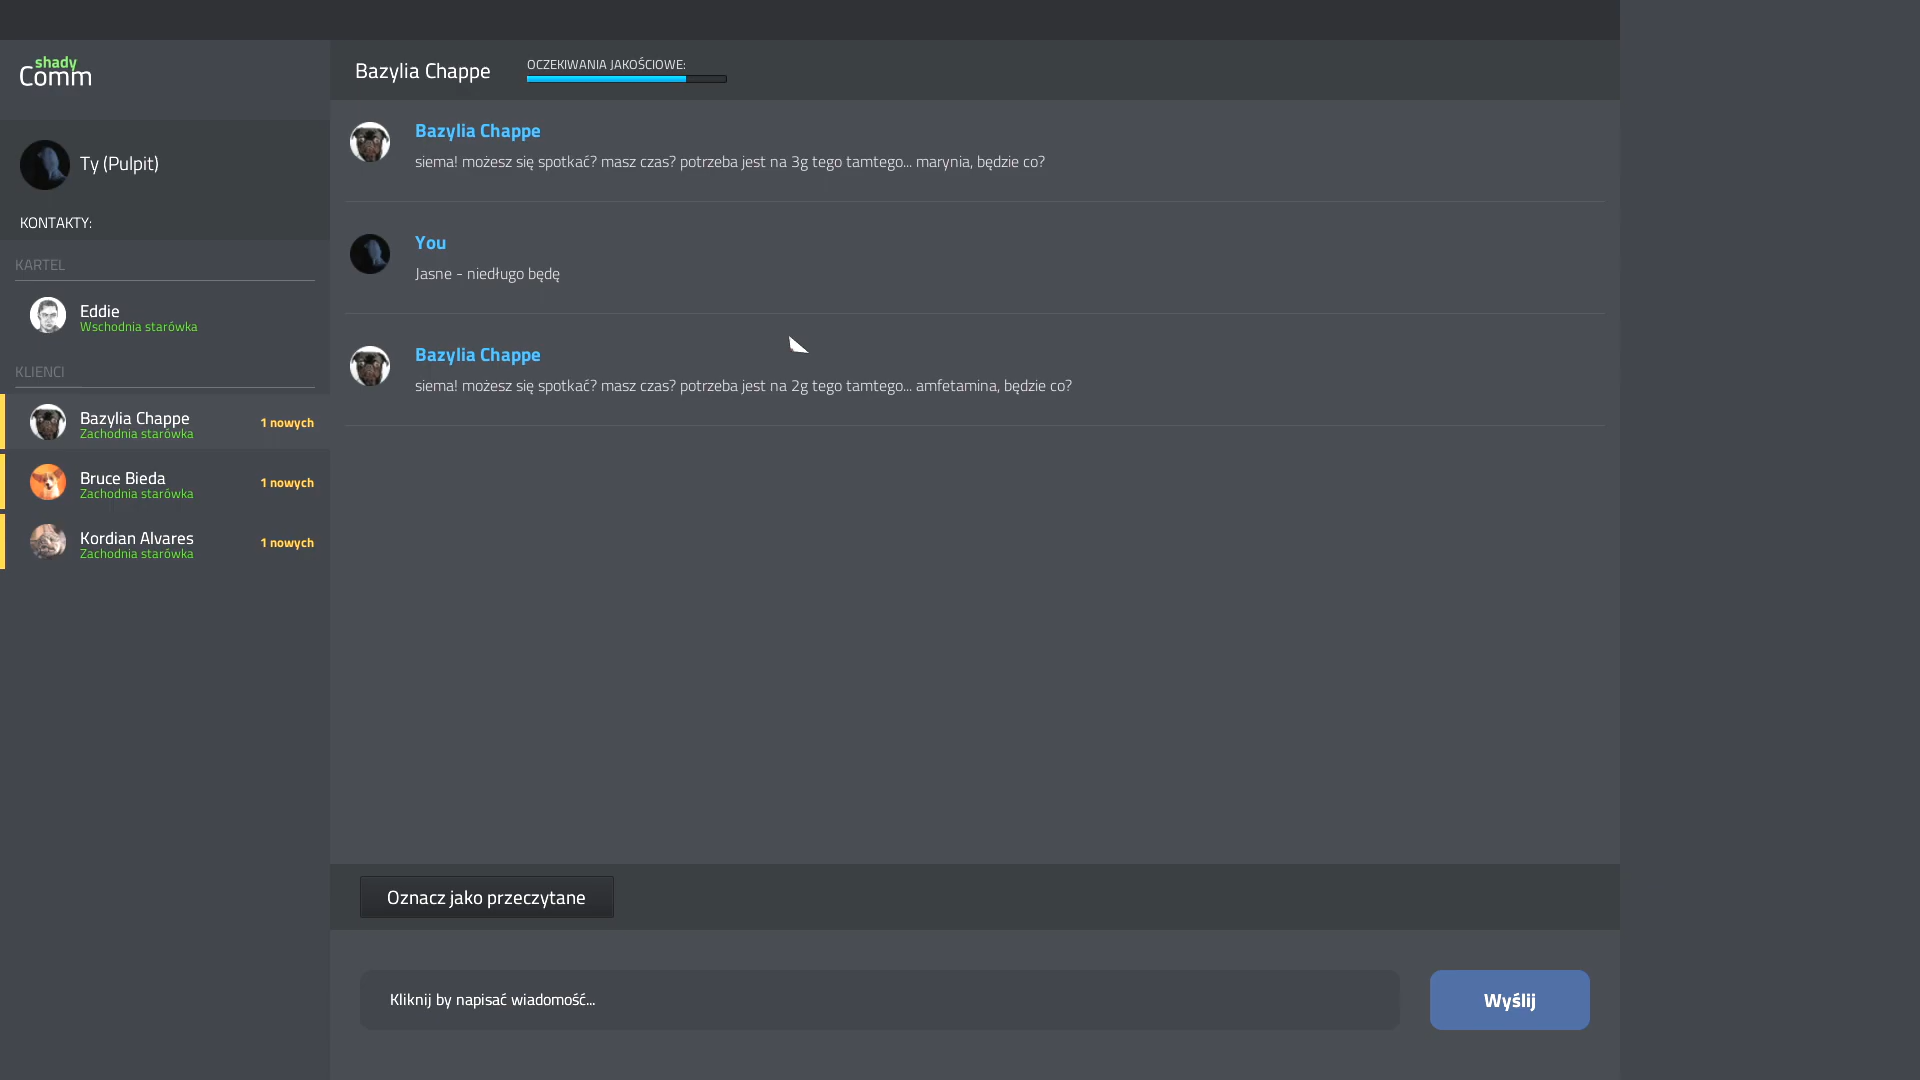 shady
Comm
Ty (Pulpit)
KONTAKTY:
KARTEL
Eddie
Wschodnia starówka
KLIENCI
Bazylia Chappe
Zachodnia starówka
1 nowych
Bruce Bieda
Zachodnia starówka
1 nowych
Kordian Alvares
Zachodnia starówka
1 nowych
Bazylia Chappe
OCZEKIWANIA JAKOŚCIOWE:
Bazylia Chappe
siema! możesz się spotkać? masz czas? potrzeba jest na 3g tego tamtego... marynia, będzie co?
You
Jasne - niedługo będę
Bazylia Chappe
siema! możesz się spotkać? masz czas? potrzeba jest na 2g tego tamtego... amfetamina, będzie co?
Oznacz jako przeczytane
Kliknij by napisać wiadomość...
Wyślij